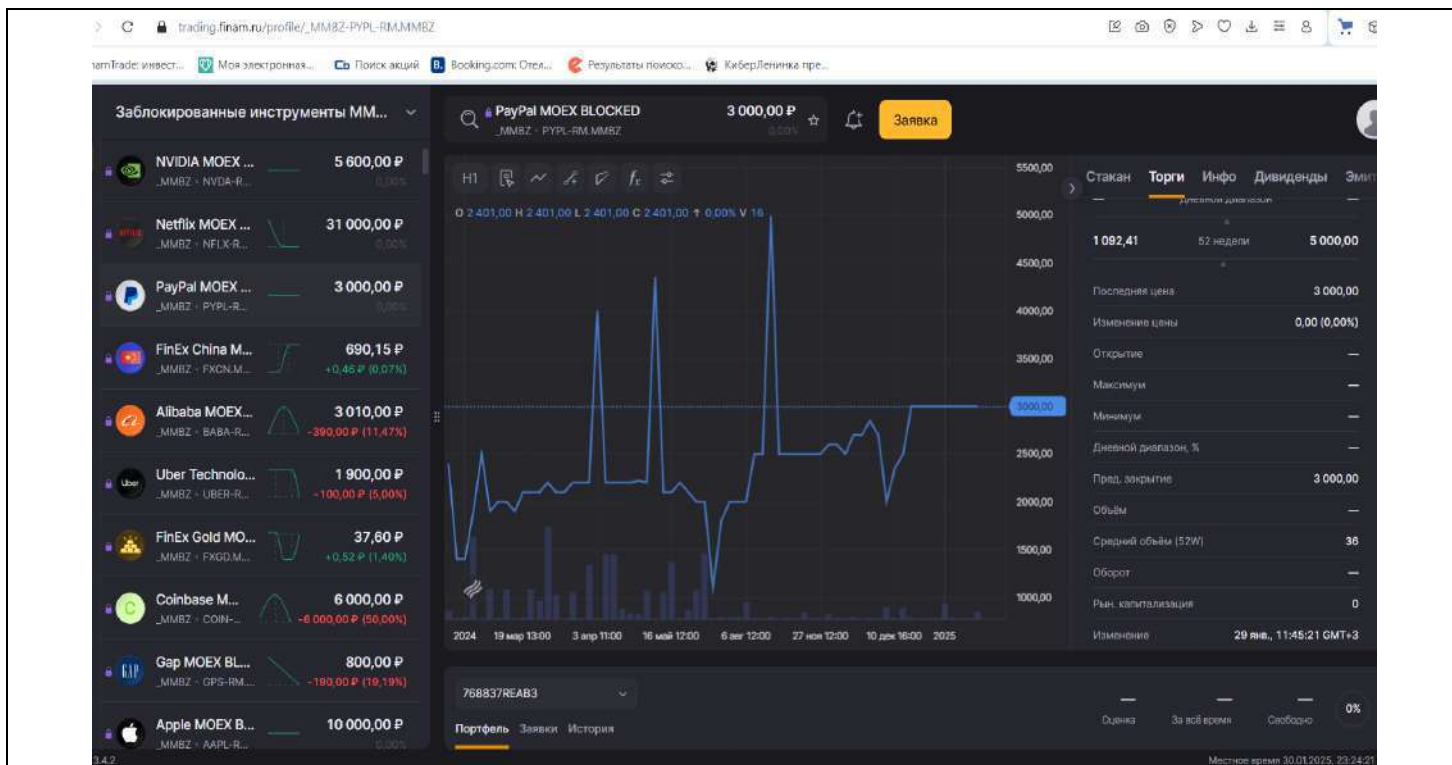 trading.finam.ru/profile/_MMBZ-PYPL-RM.MMBZ
namTrade: инвест... Моя электронная... Сb Поиск акций B. Booking.com: Отел... Результаты поиско... КиберЛенинка пре...
Заблокированные инструменты MM...
PayPal MOEX BLOCKED 3 000,00 ₽
_MMBZ · PYPL-RM.MMBZ 0,00%
Заявка
NVIDIA MOEX ... 5 600,00 ₽
_MMBZ · NVDA-R... 0,00%
Netflix MOEX ... 31 000,00 ₽
_MMBZ · NFLX-R... 0,00%
PayPal MOEX ... 3 000,00 ₽
_MMBZ · PYPL-R... 0,00%
FinEx China M... 690,15 ₽
_MMBZ · FXCN.M... +0,46 ₽ (0,07%)
Alibaba MOEX... 3 010,00 ₽
_MMBZ · BABA-R... -390,00 ₽ (11,47%)
Uber
Uber Technolo... 1 900,00 ₽
_MMBZ · UBER-R... -100,00 ₽ (5,00%)
FinEx Gold MO... 37,60 ₽
_MMBZ · FXGD.M... +0,52 ₽ (1,40%)
Coinbase M... 6 000,00 ₽
_MMBZ · COIN-... -6 000,00 ₽ (50,00%)
GAP
Gap MOEX BL... 800,00 ₽
_MMBZ · GPS-RM.... -190,00 ₽ (19,19%)
Apple MOEX B... 10 000,00 ₽
_MMBZ · AAPL-R... 0,00%
3.4.2
H1
O 2 401,00 H 2 401,00 L 2 401,00 C 2 401,00 ↑ 0,00% V 16
5500,00
5000,00
4500,00
4000,00
3500,00
3000,00
2500,00
2000,00
1500,00
1000,00
2024 19 мар 13:00 3 апр 11:00 16 май 12:00 6 авг 12:00 27 ноя 12:00 10 дек 16:00 2025
768837REAB3
Портфель Заявки История
Стакан Торги Инфо Дивиденды Эмит
— Дневной диапазон —
1 092,41 52 недели 5 000,00
Последняя цена 3 000,00
Изменение цены 0,00 (0,00%)
Открытие —
Максимум —
Минимум —
Дневной диапазон, % —
Пред. закрытие 3 000,00
Объём —
Средний объём (52W) 36
Оборот —
Рын. капитализация 0
Изменение 29 янв., 11:45:21 GMT+3
— — —
Оценка За всё время Свободно 0%
Местное время 30.01.2025, 23:24:21